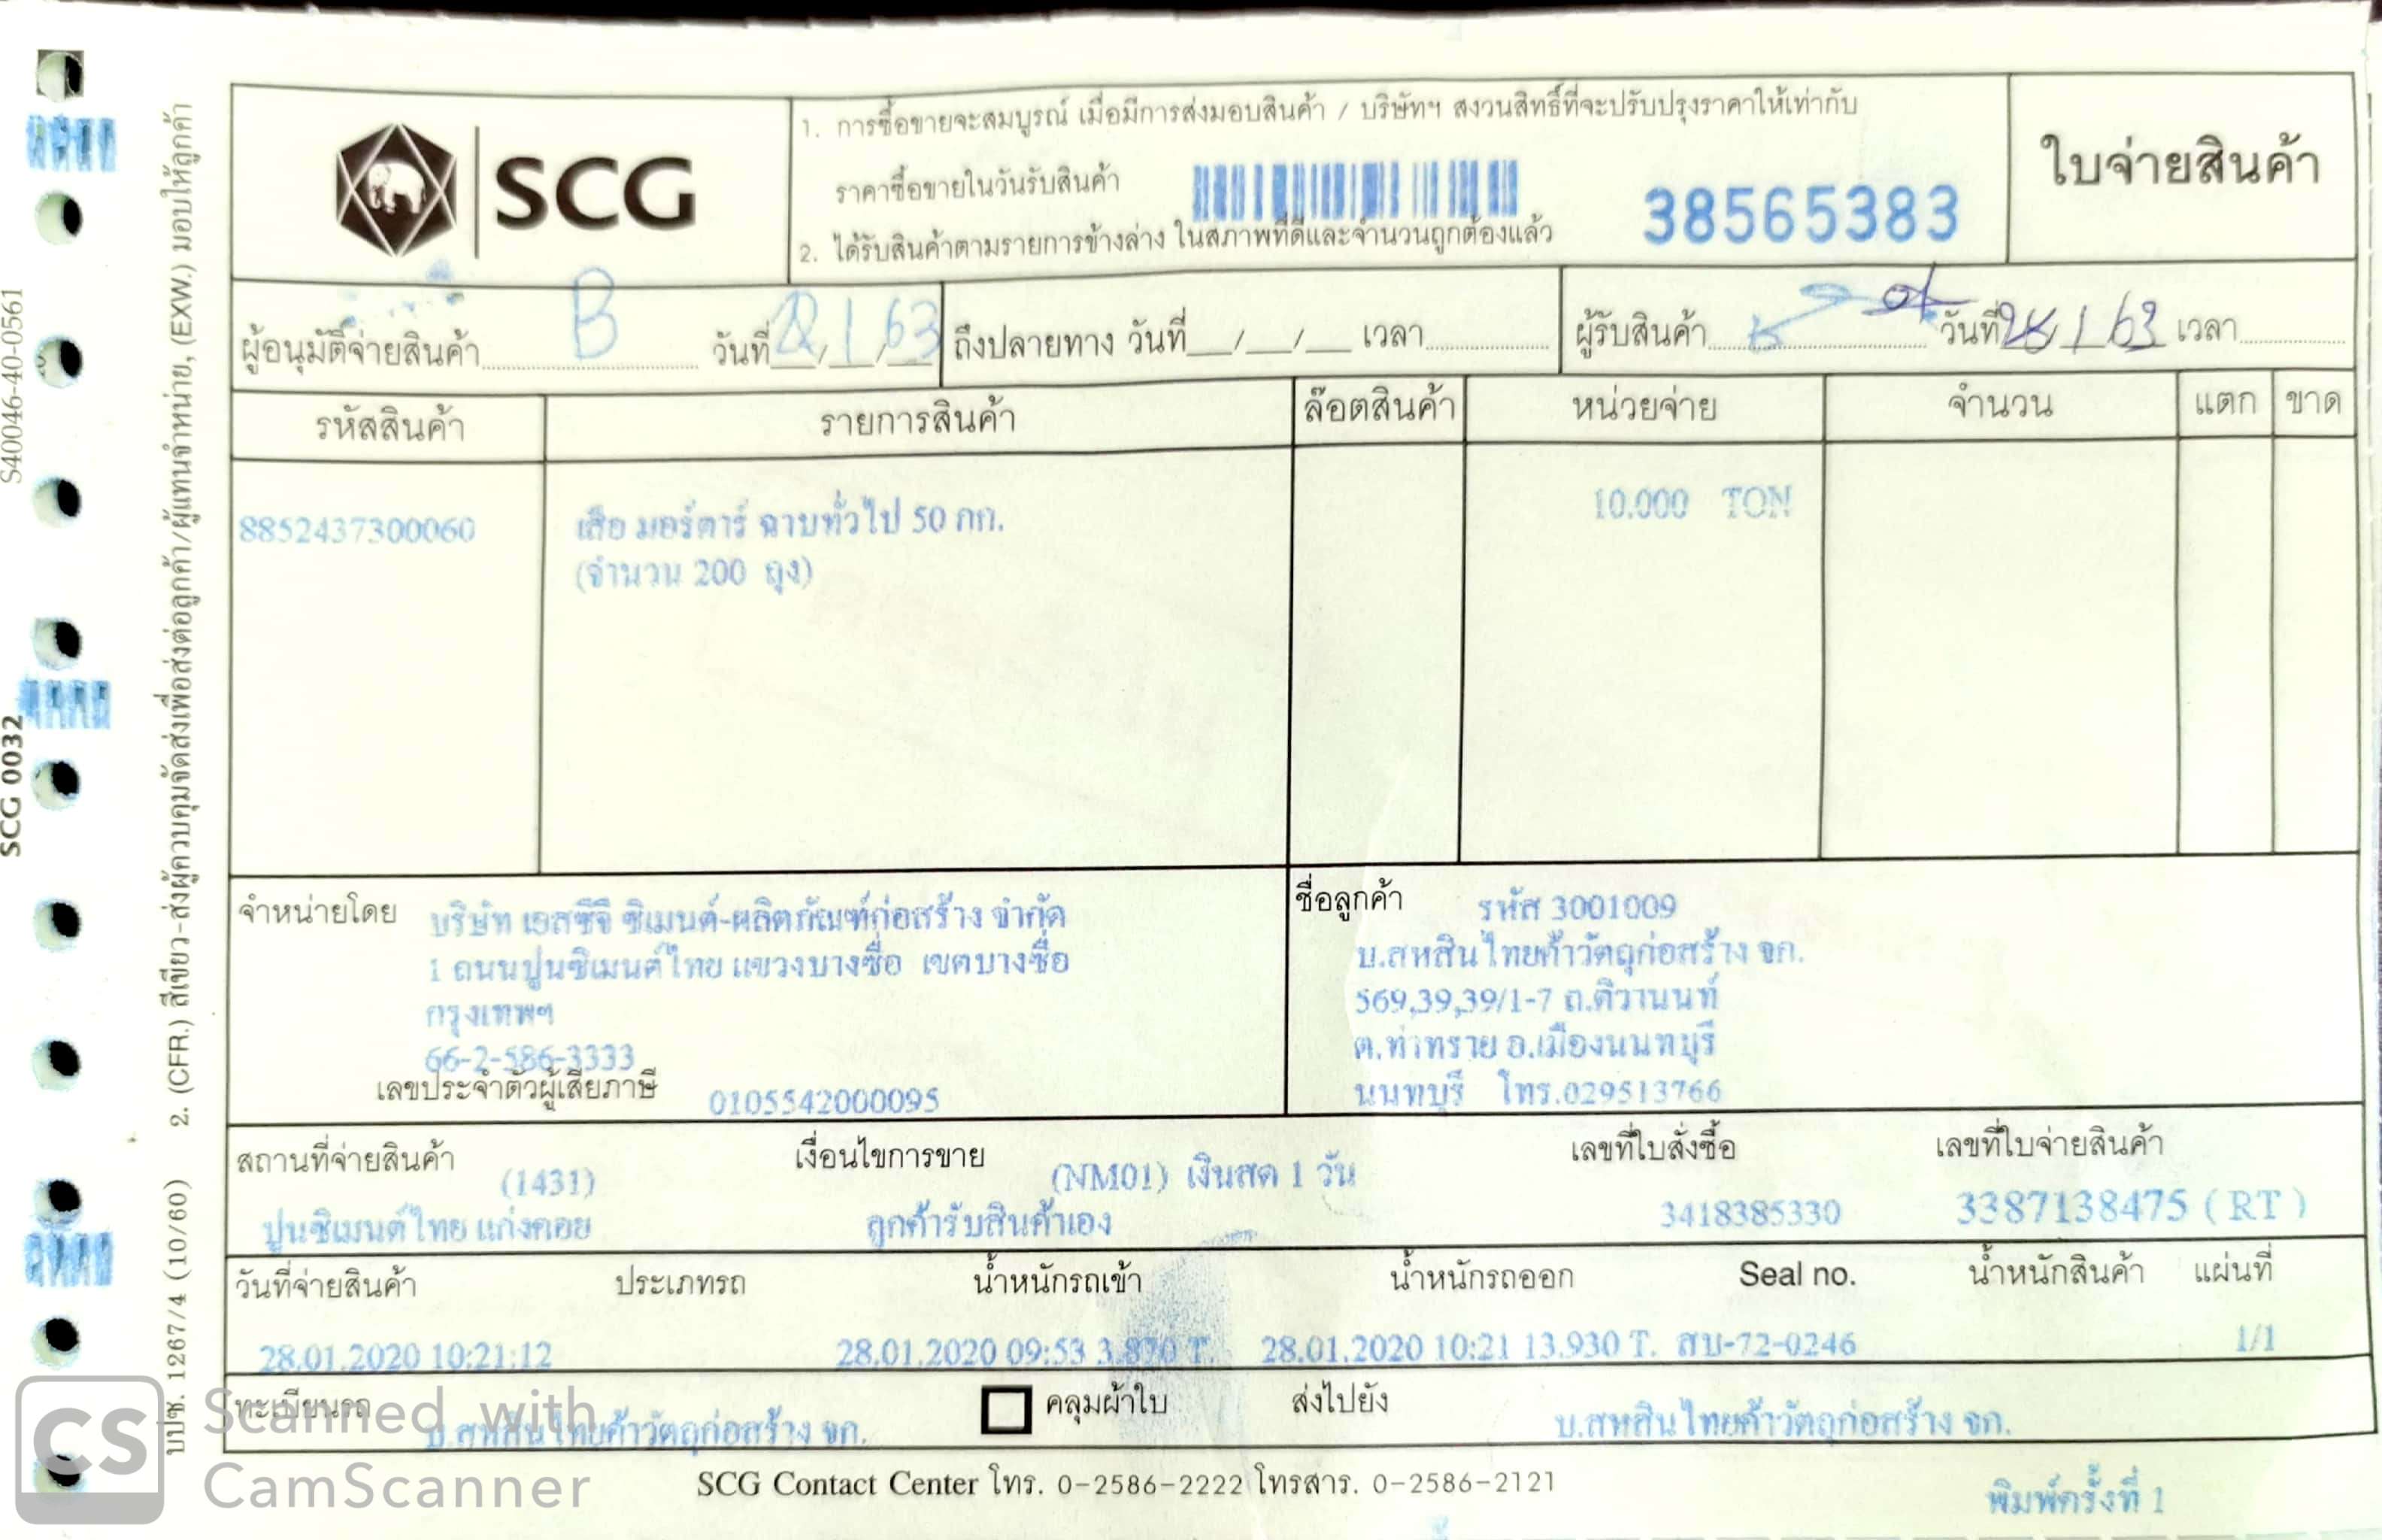 SCG
1. การซื้อขายจะสมบูรณ์ เมื่อมีการส่งมอบสินค้า / บริษัทฯ สงวนสิทธิ์ที่จะปรับปรุงราคาให้เท่ากับ
ราคาซื้อขายในวันรับสินค้า
2. ได้รับสินค้าตามรายการข้างล่าง ในสภาพที่ดีและจำนวนถูกต้องแล้ว
38565383
ใบจ่ายสินค้า
ผู้อนุมัติจ่ายสินค้า B วันที่ 28/1/63
ถึงปลายทาง วันที่ __/__/__ เวลา
ผู้รับสินค้า วันที่ 28/1/63 เวลา
รหัสสินค้า รายการสินค้า ล๊อตสินค้า หน่วยจ่าย จำนวน แตก ขาด
8852437300060 เสือ มอร์ตาร์ ฉาบทั่วไป 50 กก. 10.000 TON
(จำนวน 200 ถุง)
จำหน่ายโดย บริษัท เอสซีจี ซิเมนต์-ผลิตภัณฑ์ก่อสร้าง จำกัด
1 ถนนปูนซิเมนต์ไทย แขวงบางซื่อ เขตบางซื่อ
กรุงเทพฯ
66-2-586-3333
เลขประจำตัวผู้เสียภาษี 0105542000095
ชื่อลูกค้า รหัส 3001009
บ.สหสินไทยค้าวัตถุก่อสร้าง จก.
569,39,39/1-7 ถ.ติวานนท์
ต.ท่าทราย อ.เมืองนนทบุรี
นนทบุรี โทร.029513766
สถานที่จ่ายสินค้า เงื่อนไขการขาย เลขที่ใบสั่งซื้อ เลขที่ใบจ่ายสินค้า
(1431) (NM01) เงินสด 1 วัน
ปูนซิเมนต์ไทย แก่งคอย ลูกค้ารับสินค้าเอง 3418385330 3387138475 ( RT )
วันที่จ่ายสินค้า ประเภทรถ น้ำหนักรถเข้า น้ำหนักรถออก Seal no. น้ำหนักสินค้า แผ่นที่
28.01.2020 10:21:12 28.01.2020 09:53 T. 28.01.2020 10:21 13.930 T. สบ-72-0246 1/1
ทะเบียนรถ บ.สหสินไทยค้าวัตถุก่อสร้าง จก. คลุมผ้าใบ ส่งไปยัง บ.สหสินไทยค้าวัตถุก่อสร้าง จก.
SCG Contact Center โทร. 0-2586-2222 โทรสาร. 0-2586-2121
พิมพ์ครั้งที่ 1
S40046-40-0561
SCG 0032
บปซ. 1267/4 (10/60) 2. (CFR.) สีเขียว-ส่งผู้ควบคุมจัดส่งเพื่อส่งต่อลูกค้า/ผู้แทนจำหน่าย, (EXW.) มอบให้ลูกค้า
CS Scanned with
CamScanner